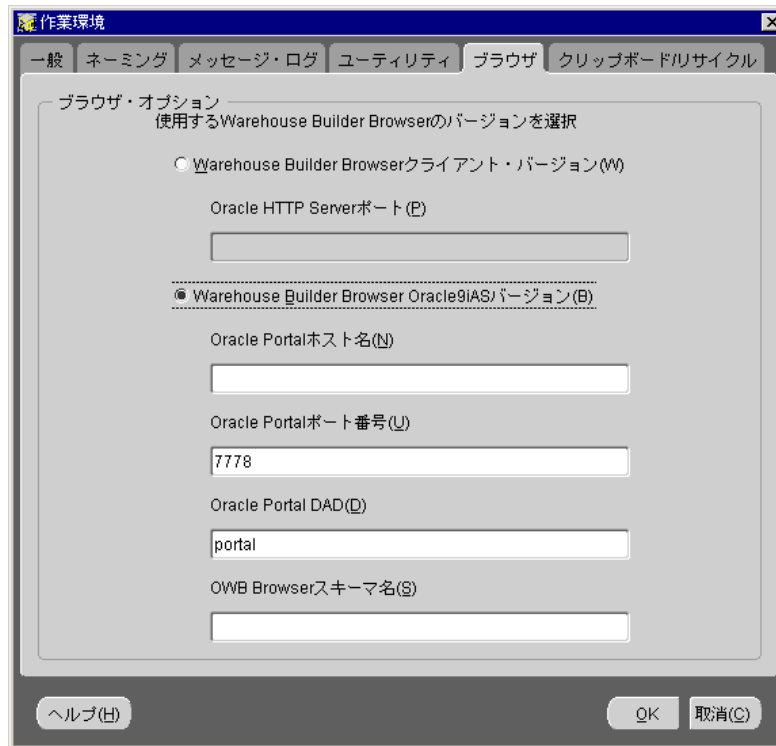 作業環境
一般 ネーミング メッセージ・ログ ユーティリティ ブラウザ クリップボード/リサイクル
ブラウザ・オプション
使用するWarehouse Builder Browserのバージョンを選択
Warehouse Builder Browserクライアント・バージョン(W)
Oracle HTTP Serverポート(P)
Warehouse Builder Browser Oracle9iASバージョン(B)
Oracle Portalホスト名(N)
Oracle Portalポート番号(U)
7778
Oracle Portal DAD(D)
portal
OWB Browserスキーマ名(S)
ヘルプ(H) OK 取消(C)